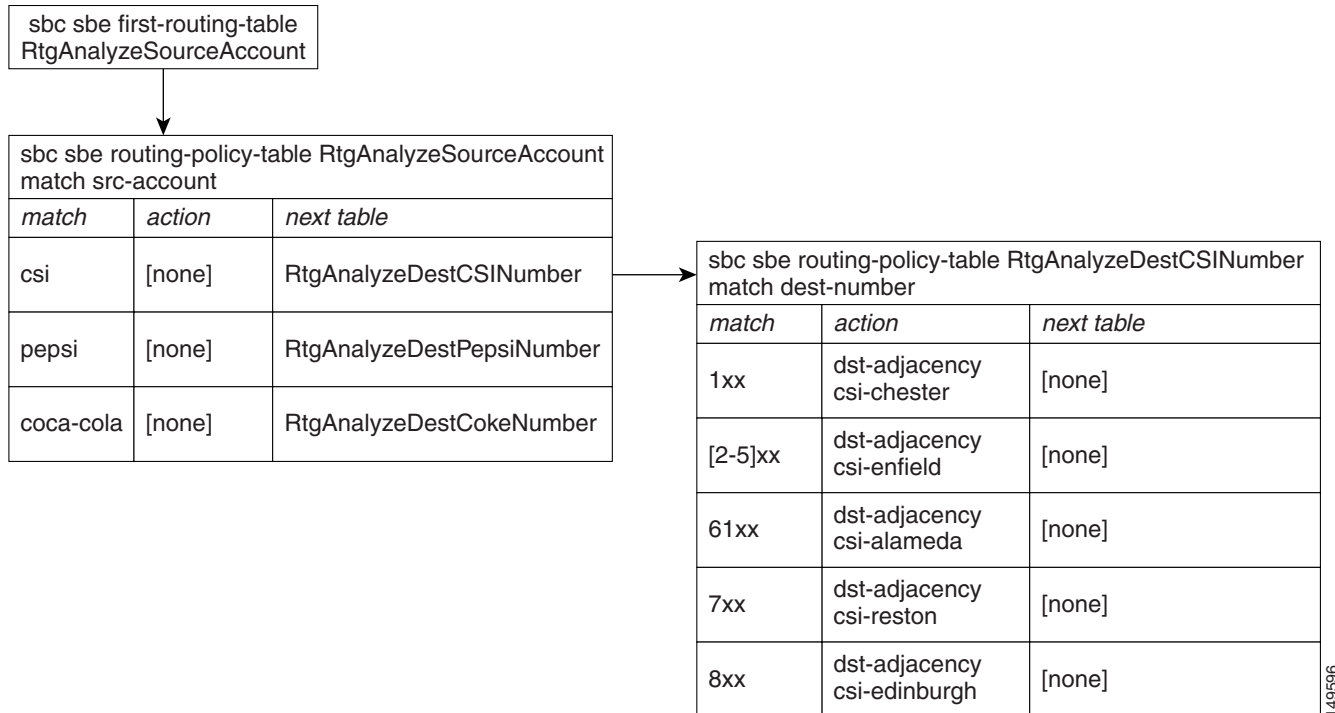 sbc sbe first-routing-table
RtgAnalyzeSourceAccount
sbc sbe routing-policy-table RtgAnalyzeSourceAccount
match src-account
match action next table
csi [none] RtgAnalyzeDestCSINumber
pepsi [none] RtgAnalyzeDestPepsiNumber
coca-cola [none] RtgAnalyzeDestCokeNumber
sbc sbe routing-policy-table RtgAnalyzeDestCSINumber
match dest-number
match action next table
1xx dst-adjacency csi-chester [none]
[2-5]xx dst-adjacency csi-enfield [none]
61xx dst-adjacency csi-alameda [none]
7xx dst-adjacency csi-reston [none]
8xx dst-adjacency csi-edinburgh [none]
149596